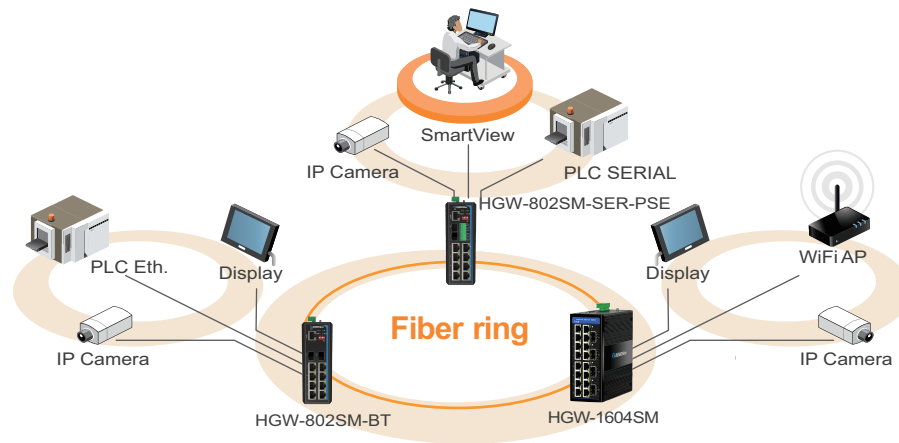 SmartView
IP Camera
PLC SERIAL
HGW-802SM-SER-PSE
PLC Eth.
Display
Display
WiFi AP
Fiber ring
IP Camera
IP Camera
HGW-802SM-BT
HGW-1604SM